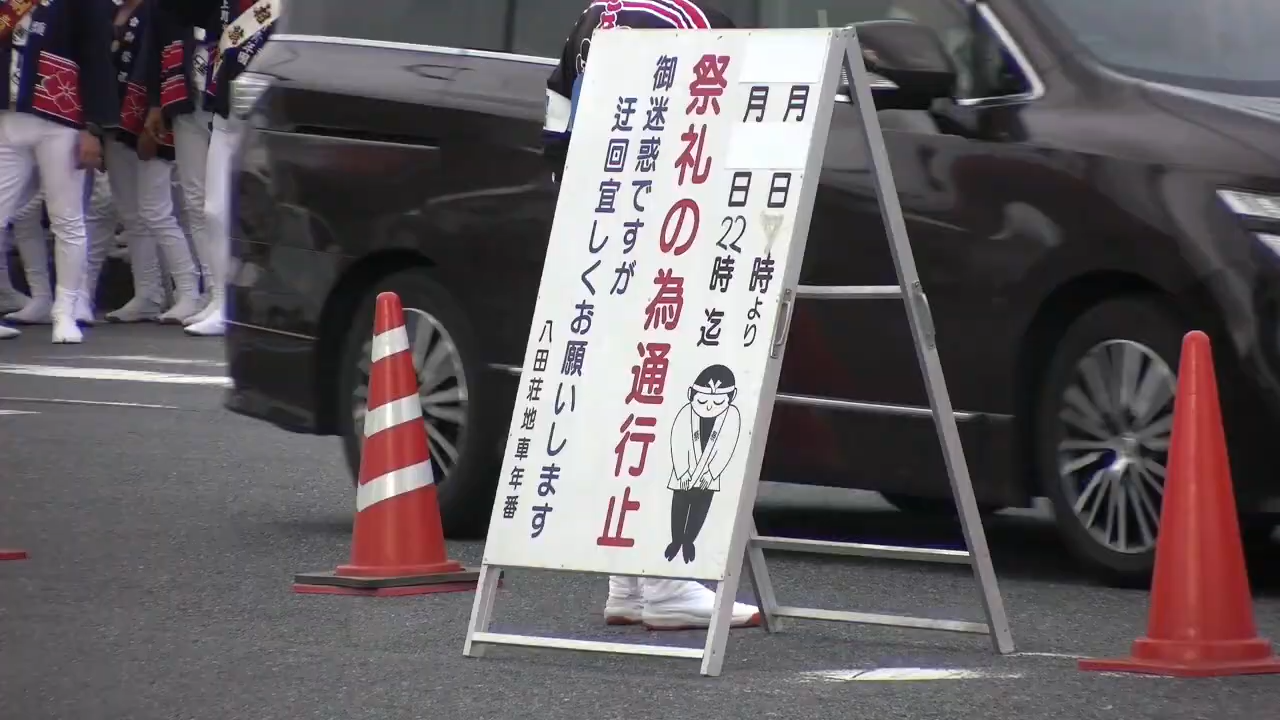 月 日 時より
月 日 22時迄
祭礼の為通行止
御迷惑ですが
迂回宜しくお願いします
八田荘地車年番